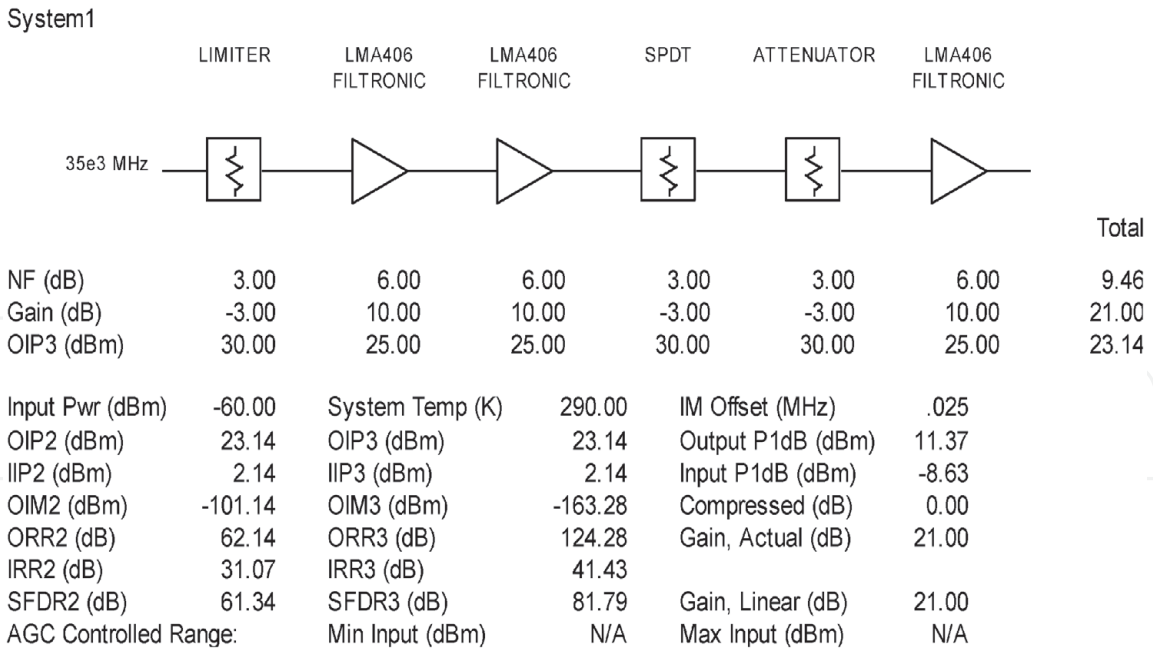 System1
LIMITER LMA406 LMA406 SPDT ATTENUATOR LMA406
FILTRONIC FILTRONIC FILTRONIC
35e3 MHz
Total
NF (dB) 3.00 6.00 6.00 3.00 3.00 6.00 9.46
Gain (dB) -3.00 10.00 10.00 -3.00 -3.00 10.00 21.00
OIP3 (dBm) 30.00 25.00 25.00 30.00 30.00 25.00 23.14
Input Pwr (dBm) -60.00 System Temp (K) 290.00 IM Offset (MHz) .025
OIP2 (dBm) 23.14 OIP3 (dBm) 23.14 Output P1dB (dBm) 11.37
IIP2 (dBm) 2.14 IIP3 (dBm) 2.14 Input P1dB (dBm) -8.63
OIM2 (dBm) -101.14 OIM3 (dBm) -163.28 Compressed (dB) 0.00
ORR2 (dB) 62.14 ORR3 (dB) 124.28 Gain, Actual (dB) 21.00
IRR2 (dB) 31.07 IRR3 (dB) 41.43
SFDR2 (dB) 61.34 SFDR3 (dB) 81.79 Gain, Linear (dB) 21.00
AGC Controlled Range: Min Input (dBm) N/A Max Input (dBm) N/A